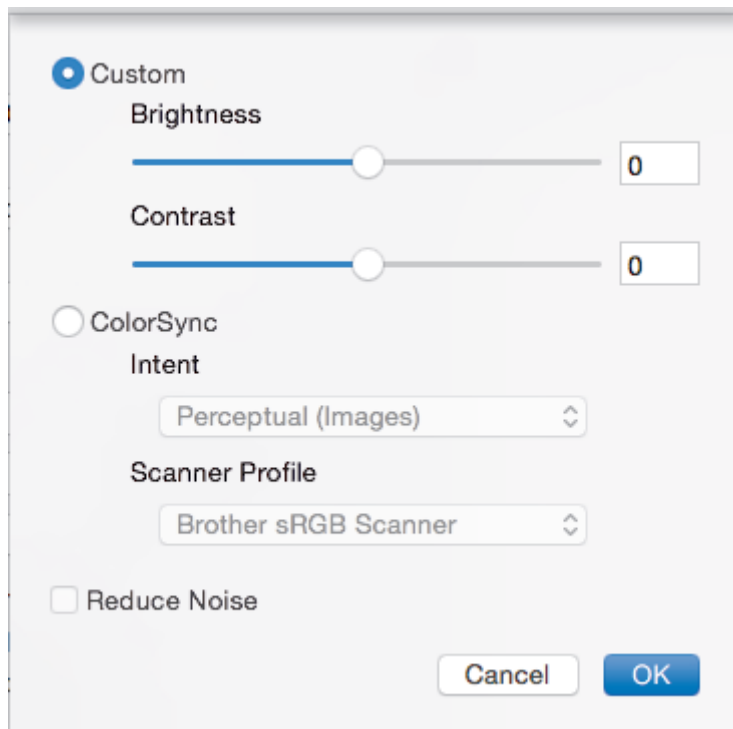 Custom
Brightness
0
Contrast
0
ColorSync
Intent
Perceptual (Images)
Scanner Profile
Brother sRGB Scanner
Reduce Noise
Cancel OK